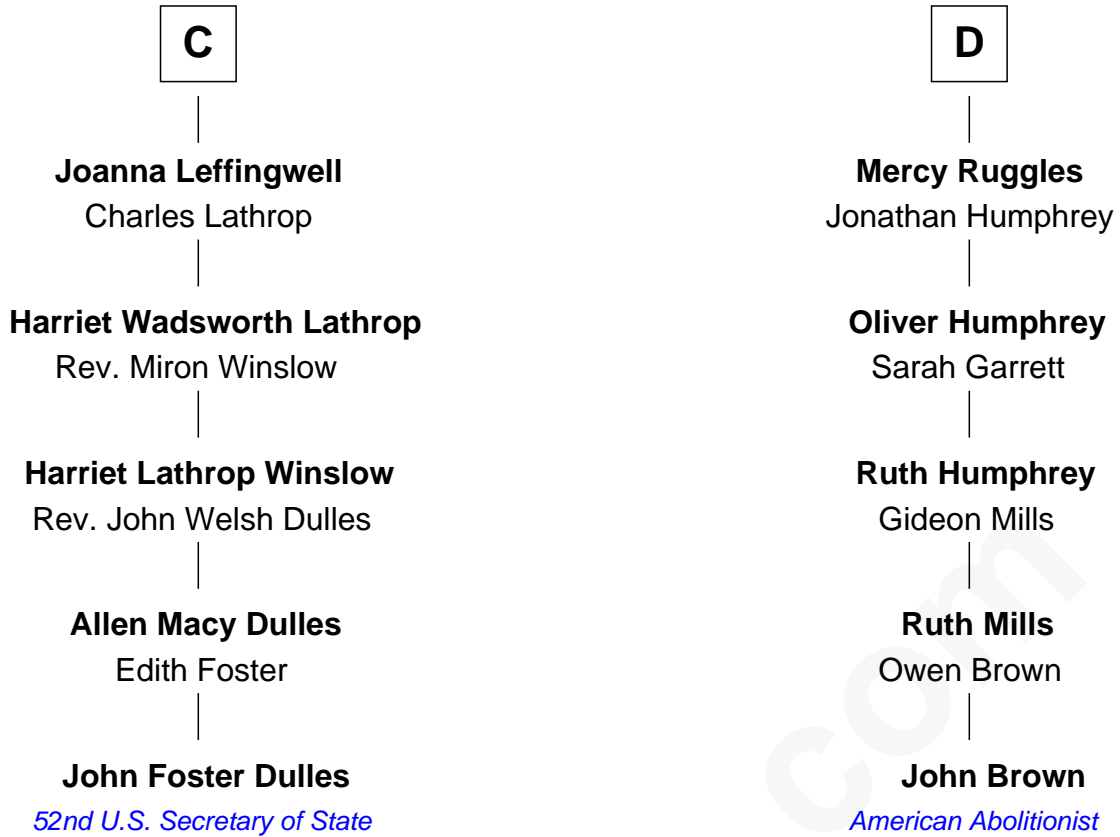 C
Joanna Leffingwell
Charles Lathrop
Harriet Wadsworth Lathrop
Rev. Miron Winslow
Harriet Lathrop Winslow
Rev. John Welsh Dulles
Allen Macy Dulles
Edith Foster
John Foster Dulles
52nd U.S. Secretary of State
D
Mercy Ruggles
Jonathan Humphrey
Oliver Humphrey
Sarah Garrett
Ruth Humphrey
Gideon Mills
Ruth Mills
Owen Brown
John Brown
American Abolitionist
com